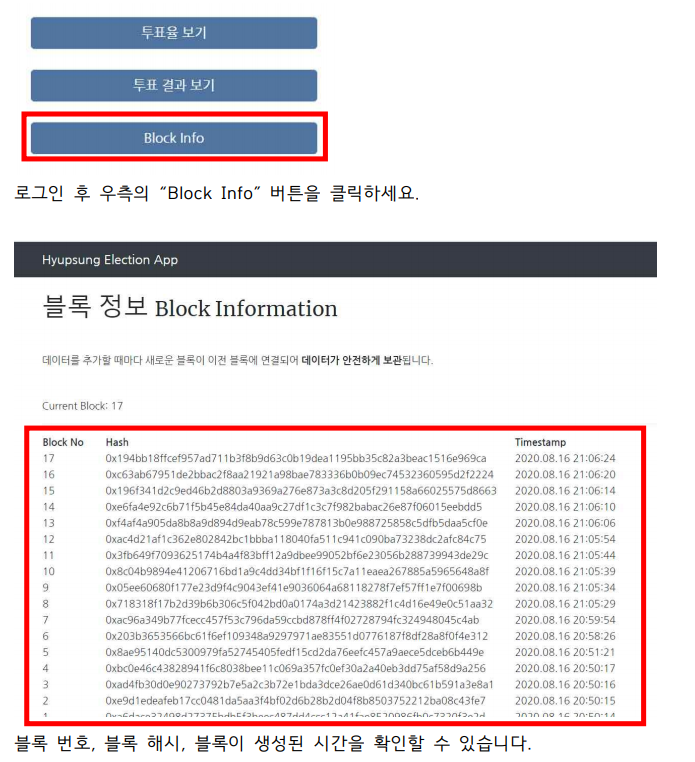 투표율 보기
투표 결과 보기
Block Info
로그인 후 우측의 “Block Info” 버튼을 클릭하세요.
Hyupsung Election App
블록 정보 Block Information
데이터를 추가할 때마다 새로운 블록이 이전 블록에 연결되어 데이터가 안전하게 보관됩니다.
Current Block: 17
Block No Hash Timestamp
17 0x194bb18ffcef957ad711b3f8b9d63c0b19dea1195bb35c82a3beac1516e969ca 2020.08.16 21:06:24
16 0xc63ab67951de2bbac2f8aa21921a98bae783336b0b09ec74532360595d2f2224 2020.08.16 21:06:20
15 0x196f341d2c9ed46b2d8803a9369a276e873a3c8d205f291158a66025575d8663 2020.08.16 21:06:14
14 0xe6fa4e92c6b71f5b45e84da40aa9c27df1c3c7f982babac26e87f06015eebdd5 2020.08.16 21:06:10
13 0xf4af4a905da8b8a9d894d9eab78c599e787813b0e988725858c5dfb5daa5cf0e 2020.08.16 21:06:06
12 0xac4d21af1c362e802842bc1bbba118040fa511c941c090ba73238dc2afc84c75 2020.08.16 21:05:54
11 0x3fb649f7093625174b4a4f83bff12a9dbee99052bf6e23056b288739943de29c 2020.08.16 21:05:44
10 0x8c04b9894e41206716bd1a9c4dd34bf1f16f15c7a11eaea267885a5965648a8f 2020.08.16 21:05:39
9 0x05ee60680f177e23d9f4c9043ef41e9036064a68118278f7ef57ff1e7f00698b 2020.08.16 21:05:34
8 0x718318f17b2d39b6b306c5f042bd0a0174a3d21423882f1c4d16e49e0c51aa32 2020.08.16 21:05:29
7 0xac96a349b77fcecc457f53c796da59ccbd878ff4f02728794fc324948045c4ab 2020.08.16 20:59:54
6 0x203b3653566bc61f6ef109348a9297971ae83551d0776187f8df28a8f0f4e312 2020.08.16 20:58:26
5 0x8ae95140dc5300979fa52745405fedf15cd2da76eefc457a9aece5dceb6b449e 2020.08.16 20:51:21
4 0xbc0e46c43828941f6c8038bee11c069a357fc0ef30a2a40eb3dd75af58d9a256 2020.08.16 20:50:17
3 0xad4fb30d0e90273792b7e5a2c3b72e1bda3dce26ae0d61d340bc61b591a3e8a1 2020.08.16 20:50:16
2 0xe9d1edeafeb17cc0481da5aa3f4bf02d6b28b2d04f8b8503752212ba08c43fe7 2020.08.16 20:50:15
1 2020.08.16 20:50:14
블록 번호, 블록 해시, 블록이 생성된 시간을 확인할 수 있습니다.